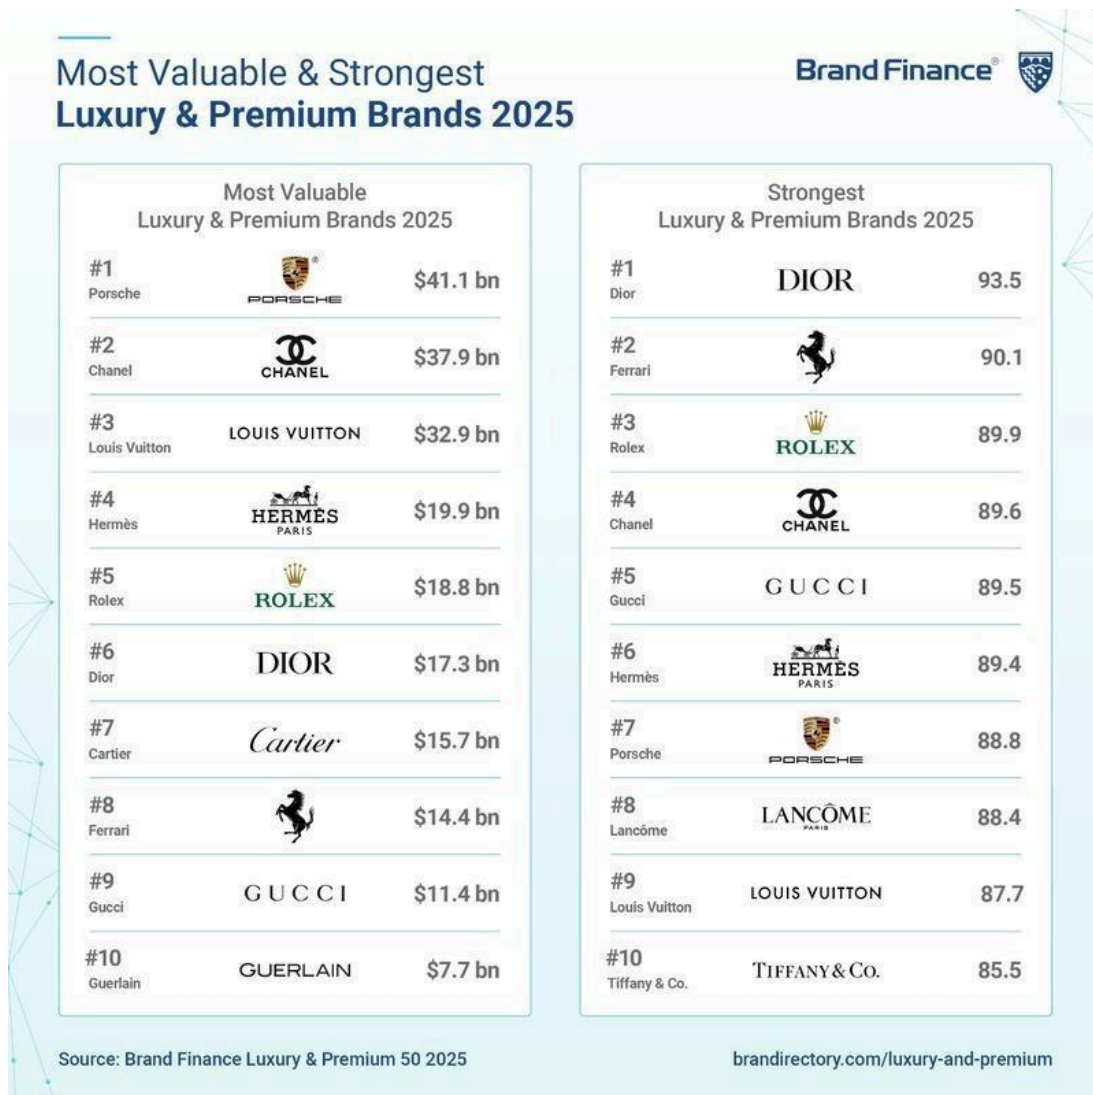 Most Valuable & Strongest
Luxury & Premium Brands 2025
Brand Finance®
Most Valuable
Luxury & Premium Brands 2025
#1
Porsche
PORSCHE
®
$41.1 bn
#2
Chanel
CHANEL
$37.9 bn
#3
Louis Vuitton
LOUIS VUITTON
$32.9 bn
#4
Hermès
HERMÈS
PARIS
$19.9 bn
#5
Rolex
ROLEX
$18.8 bn
#6
Dior
DIOR
$17.3 bn
#7
Cartier
Cartier
$15.7 bn
#8
Ferrari
$14.4 bn
#9
Gucci
GUCCI
$11.4 bn
#10
Guerlain
GUERLAIN
$7.7 bn
Strongest
Luxury & Premium Brands 2025
#1
Dior
DIOR
93.5
#2
Ferrari
90.1
#3
Rolex
ROLEX
89.9
#4
Chanel
CHANEL
89.6
#5
Gucci
GUCCI
89.5
#6
Hermès
HERMÈS
PARIS
89.4
#7
Porsche
PORSCHE
®
88.8
#8
Lancôme
LANCÔME
PARIS
88.4
#9
Louis Vuitton
LOUIS VUITTON
87.7
#10
Tiffany & Co.
TIFFANY & CO.
85.5
Source: Brand Finance Luxury & Premium 50 2025
brandirectory.com/luxury-and-premium